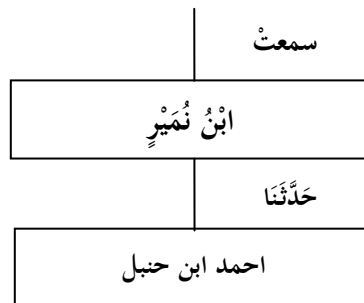 سمعتْ
ابْنُ نُمَيْرٍ
حَدَّثَنَا
احمد ابن حنبل